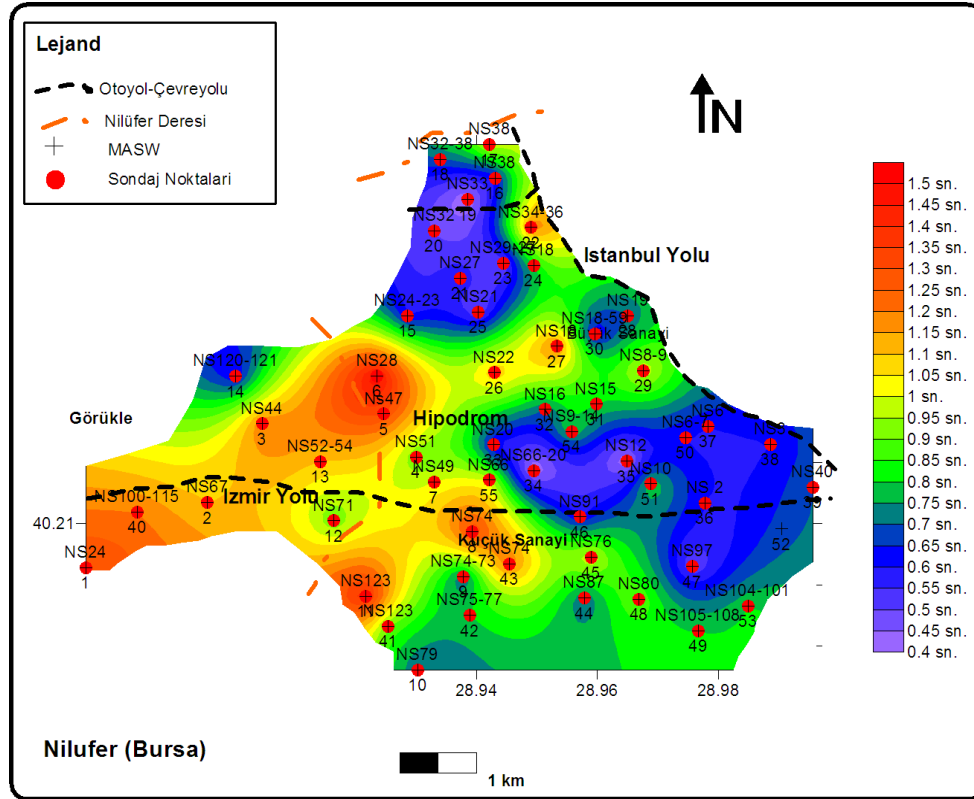 Lejand
Otoyol-Çevreyolu
Nilüfer Deresi
MASW
Sondaj Noktalari
N
NS38
17
NS32-38
18
NS38
16
NS33
19
NS32
20
NS34-36
22
NS29-27
23
NS18
24
Istanbul Yolu
NS27
21
NS24-23
15
NS21
25
NS19
28
NS18-59
30
Büyük Sanayi
NS18
27
NS120-121
14
NS28
6
NS22
26
NS8-9
29
Görükle
NS44
3
NS47
5
Hipodrom
NS16
32
NS15
31
NS9-11
54
NS6
37
NS20
33
NS52-54
13
NS51
4
NS66-20
34
NS12
35
50
38
NS49
7
NS66
55
NS10
51
NS40
39
NS100-115
40
NS67
2
Izmir Yolu
NS71
12
NS91
46
36
40.21
NS74
8
Küçük Sanayi
52
NS24
1
NS74
43
NS76
45
NS97
47
NS74-73
9
NS123
11
NS75-77
42
NS87
44
NS80
48
NS104-101
53
NS123
41
NS105-108
49
NS79
10
28.94
28.96
28.98
1.5 sn.
1.45 sn.
1.4 sn.
1.35 sn.
1.3 sn.
1.25 sn.
1.2 sn.
1.15 sn.
1.1 sn.
1.05 sn.
1 sn.
0.95 sn.
0.9 sn.
0.85 sn.
0.8 sn.
0.75 sn.
0.7 sn.
0.65 sn.
0.6 sn.
0.55 sn.
0.5 sn.
0.45 sn.
0.4 sn.
Nilufer (Bursa)
1 km